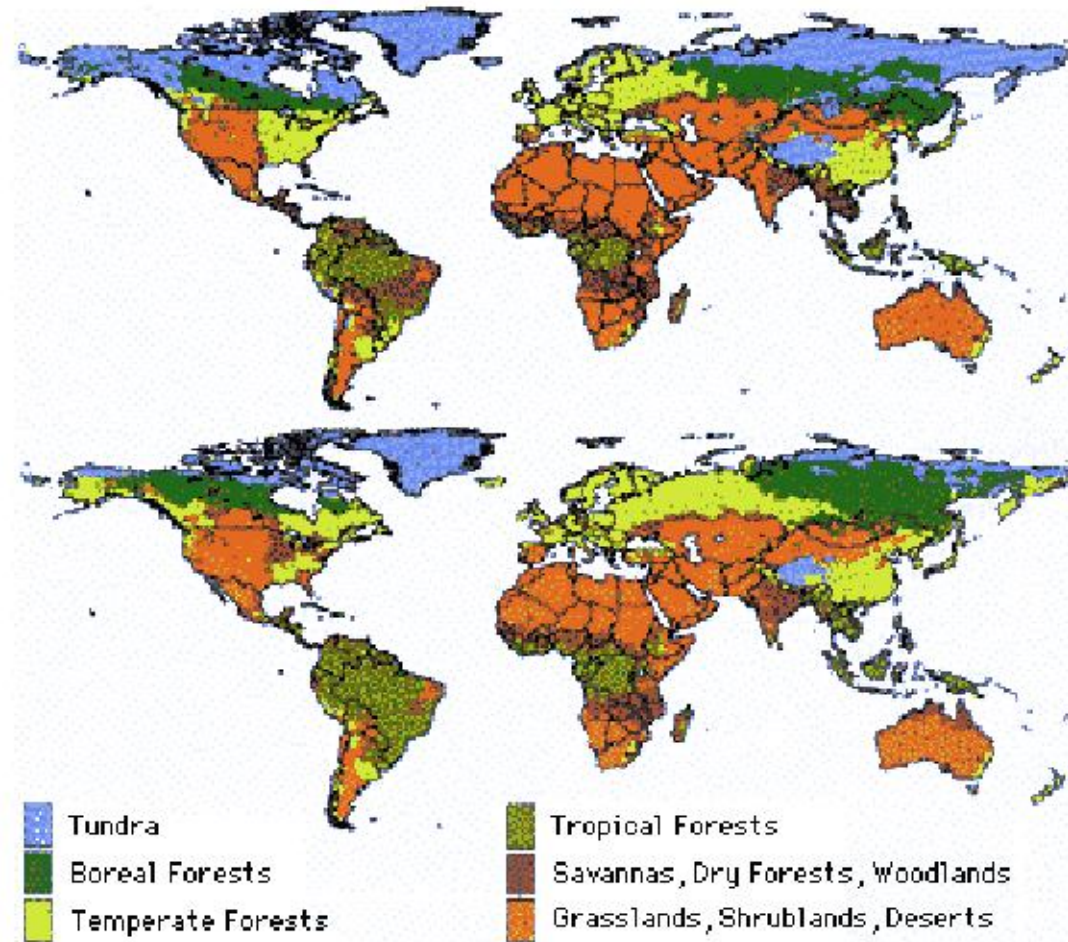 Tundra
Boreal Forests
Temperate Forests
Tropical Forests
Savannas, Dry Forests, Woodlands
Grasslands, Shrublands, Deserts